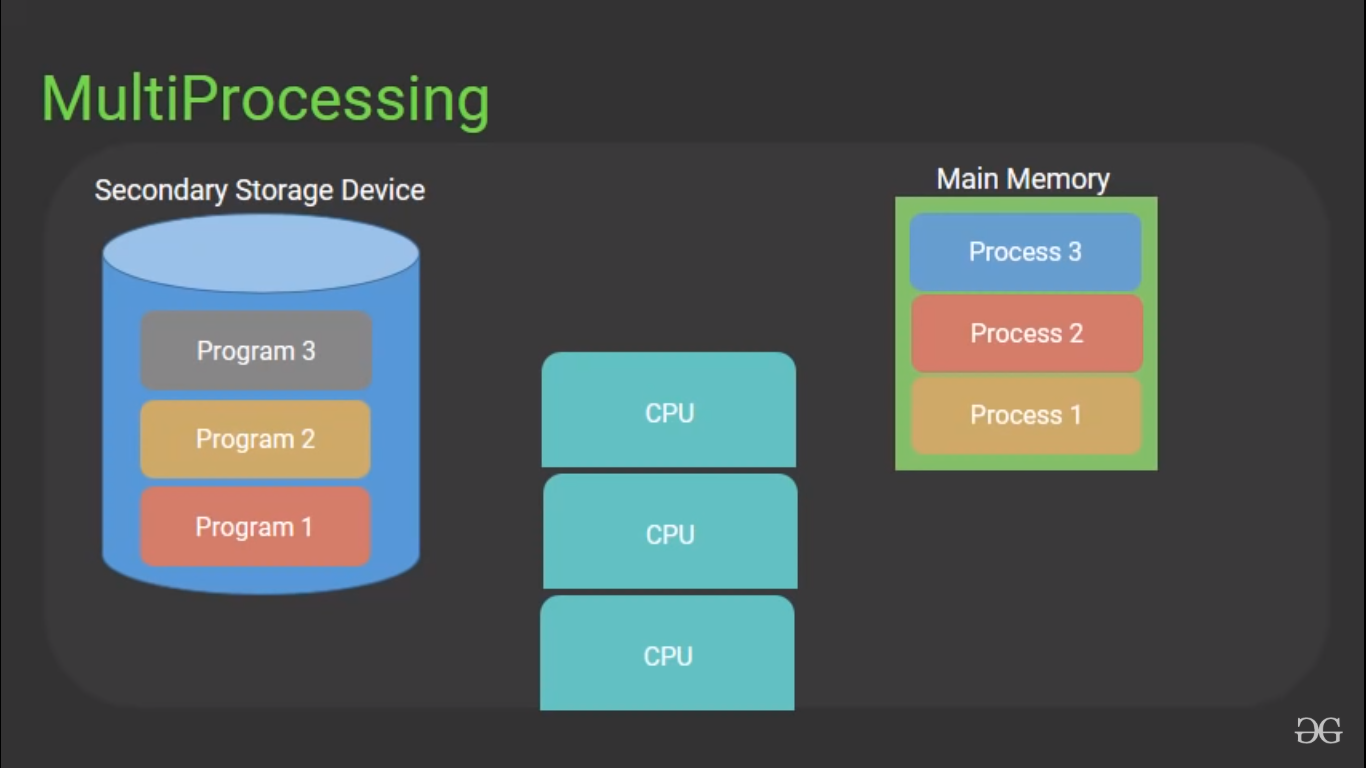 MultiProcessing
Secondary Storage Device
Program 3
Program 2
Program 1
CPU
CPU
CPU
Main Memory
Process 3
Process 2
Process 1